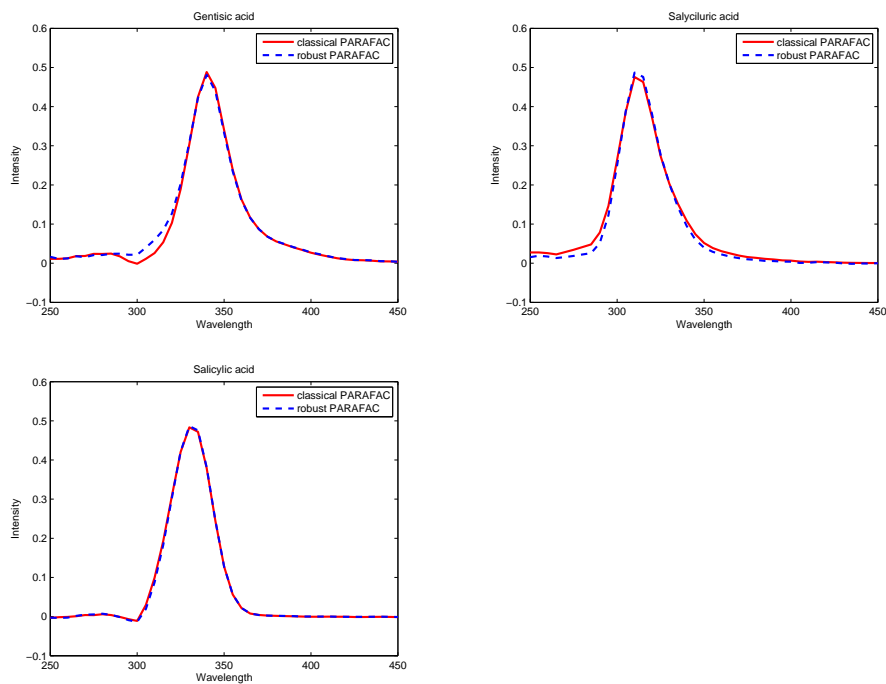 Gentisic acid
0.6
0.5
0.4
0.3
0.2
0.1
0
−0.1
Intensity
250
300
350
400
450
Wavelength
classical PARAFAC
robust PARAFAC
Salyciluric acid
0.6
0.5
0.4
0.3
0.2
0.1
0
−0.1
Intensity
250
300
350
400
450
Wavelength
classical PARAFAC
robust PARAFAC
Salicylic acid
0.6
0.5
0.4
0.3
0.2
0.1
0
−0.1
Intensity
250
300
350
400
450
Wavelength
classical PARAFAC
robust PARAFAC